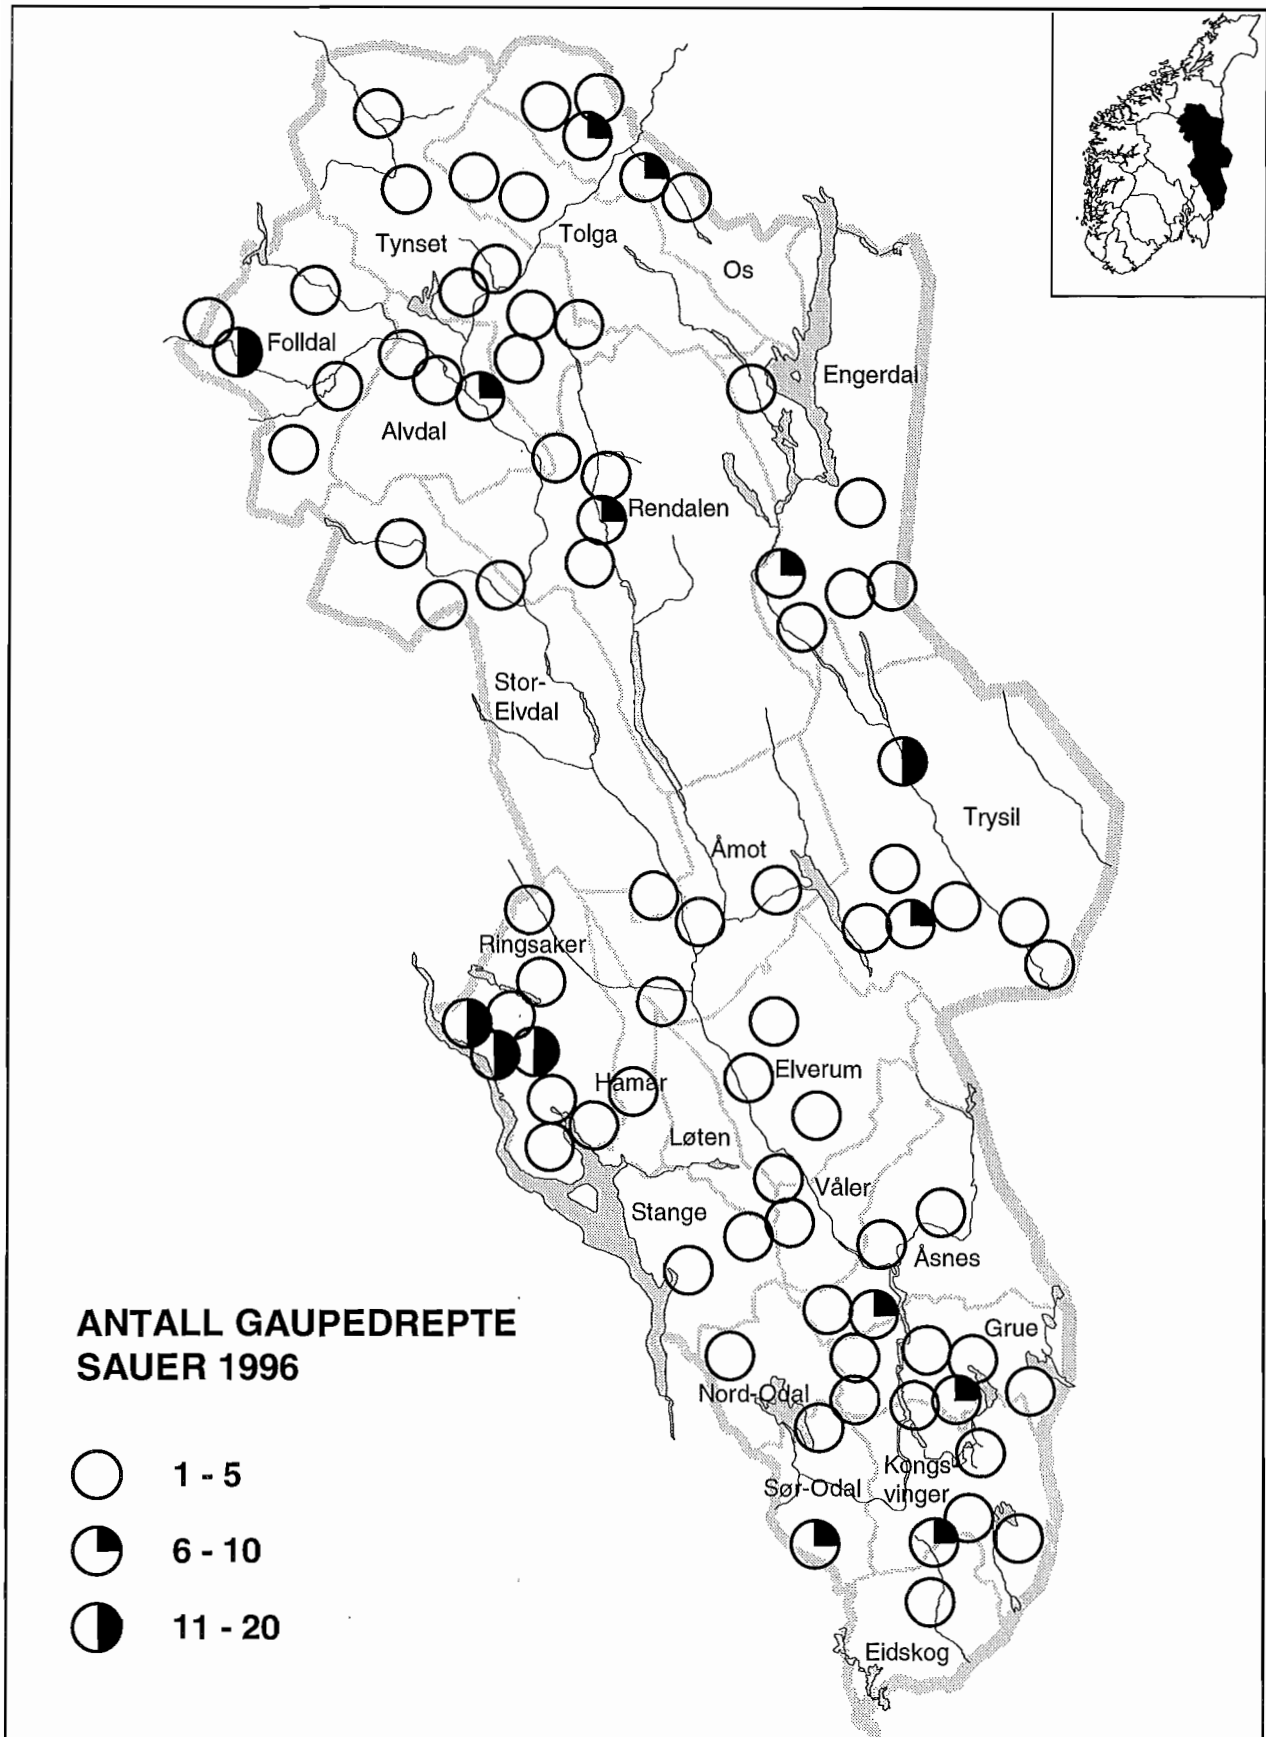 Tynset
Tolga
Os
Folldal
Engerdal
Alvdal
Rendalen
Stor-
Elvdal
Trysil
Åmot
Ringsaker
Elverum
Hamar
Løten
Våler
Stange
Åsnes
ANTALL GAUPEDREPTE
SAUER 1996
Grue
Nord-Odal
Kongs-
vinger
Sør-Odal
1 - 5
6 - 10
11 - 20
Eidskog